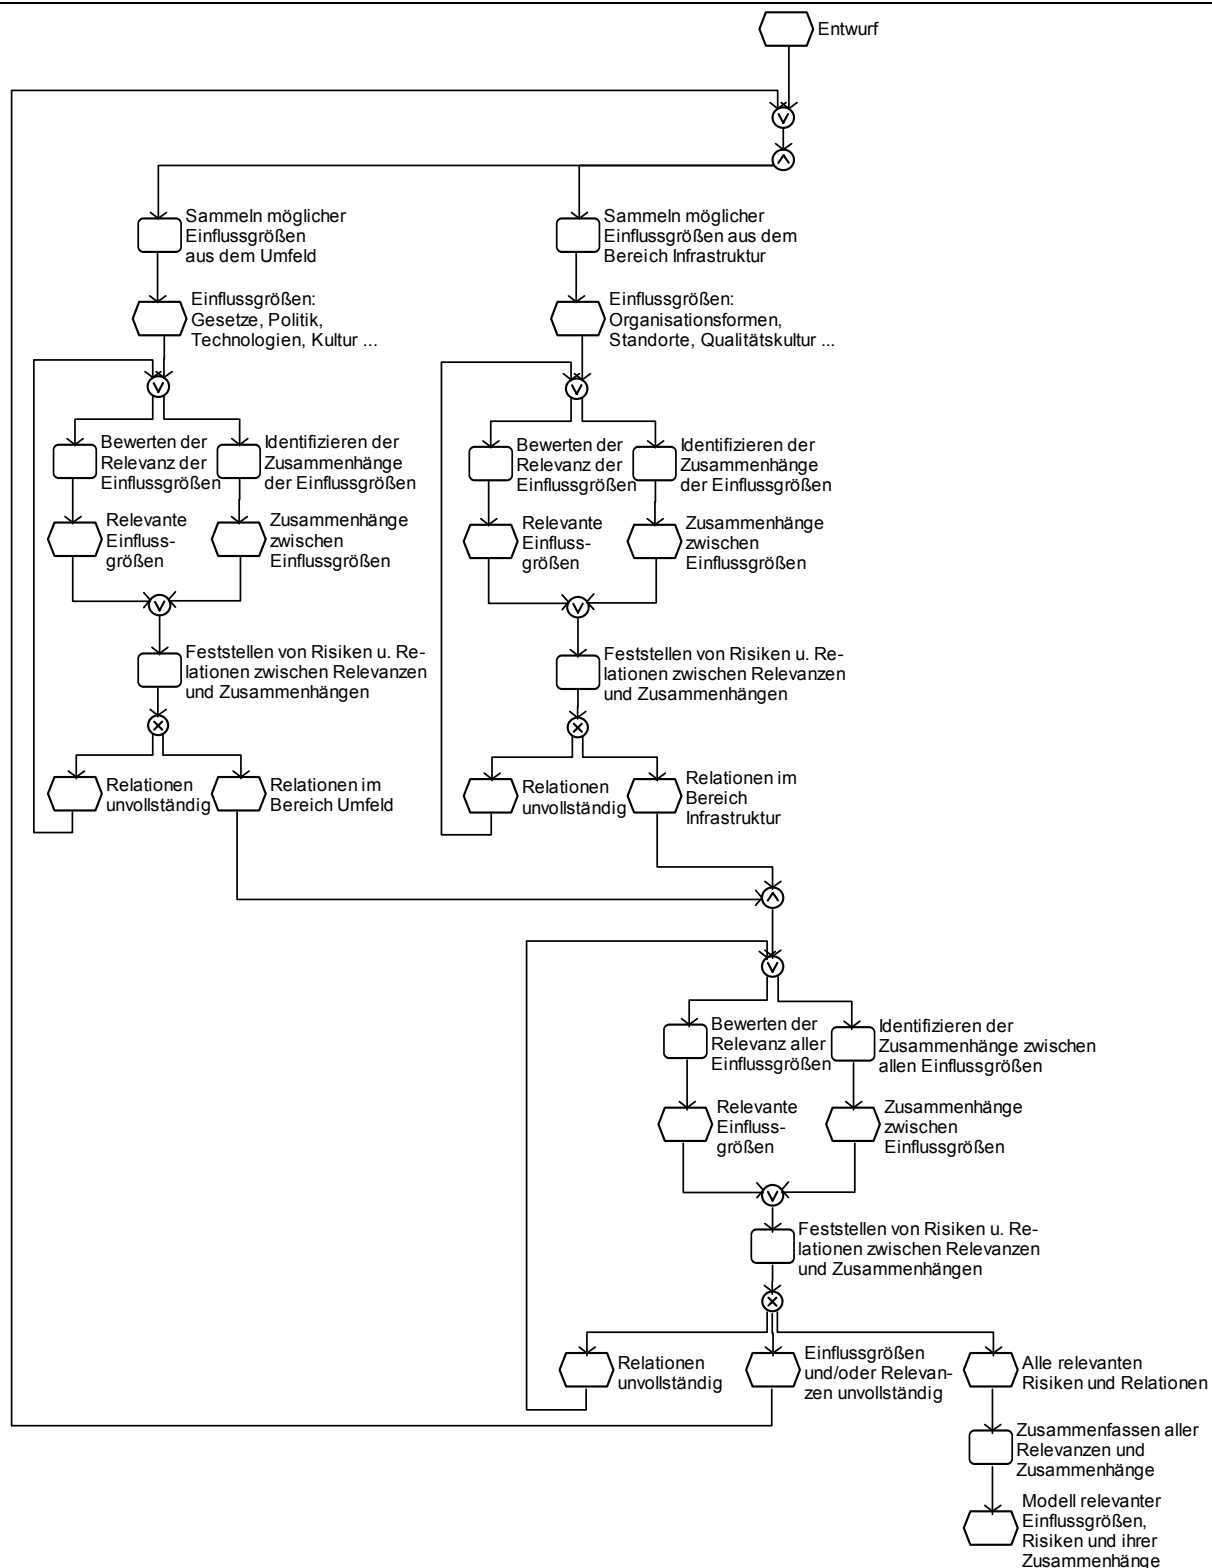 Entwurf
Sammeln möglicher
Einflussgrößen
aus dem Umfeld
Sammeln möglicher
Einflussgrößen aus dem
Bereich Infrastruktur
Einflussgrößen:
Gesetze, Politik,
Technologien, Kultur ...
Einflussgrößen:
Organisationsformen,
Standorte, Qualitätskultur ...
Bewerten der
Relevanz der
Einflussgrößen
Identifizieren der
Zusammenhänge
der Einflussgrößen
Bewerten der
Relevanz der
Einflussgrößen
Identifizieren der
Zusammenhänge
der Einflussgrößen
Relevante
Einfluss-
größen
Zusammenhänge
zwischen
Einflussgrößen
Relevante
Einfluss-
größen
Zusammenhänge
zwischen
Einflussgrößen
Feststellen von Risiken u. Re-
lationen zwischen Relevanzen
und Zusammenhängen
Feststellen von Risiken u. Re-
lationen zwischen Relevanzen
und Zusammenhängen
Relationen
unvollständig
Relationen im
Bereich Umfeld
Relationen
unvollständig
Relationen im
Bereich
Infrastruktur
Bewerten der
Relevanz aller
Einflussgrößen
Identifizieren der
Zusammenhänge zwischen
allen Einflussgrößen
Relevante
Einfluss-
größen
Zusammenhänge
zwischen
Einflussgrößen
Feststellen von Risiken u. Re-
lationen zwischen Relevanzen
und Zusammenhängen
Relationen
unvollständig
Einflussgrößen
und/oder Relevan-
zen unvollständig
Alle relevanten
Risiken und Relationen
Zusammenfassen aller
Relevanzen und
Zusammenhänge
Modell relevanter
Einflussgrößen,
Risiken und ihrer
Zusammenhänge